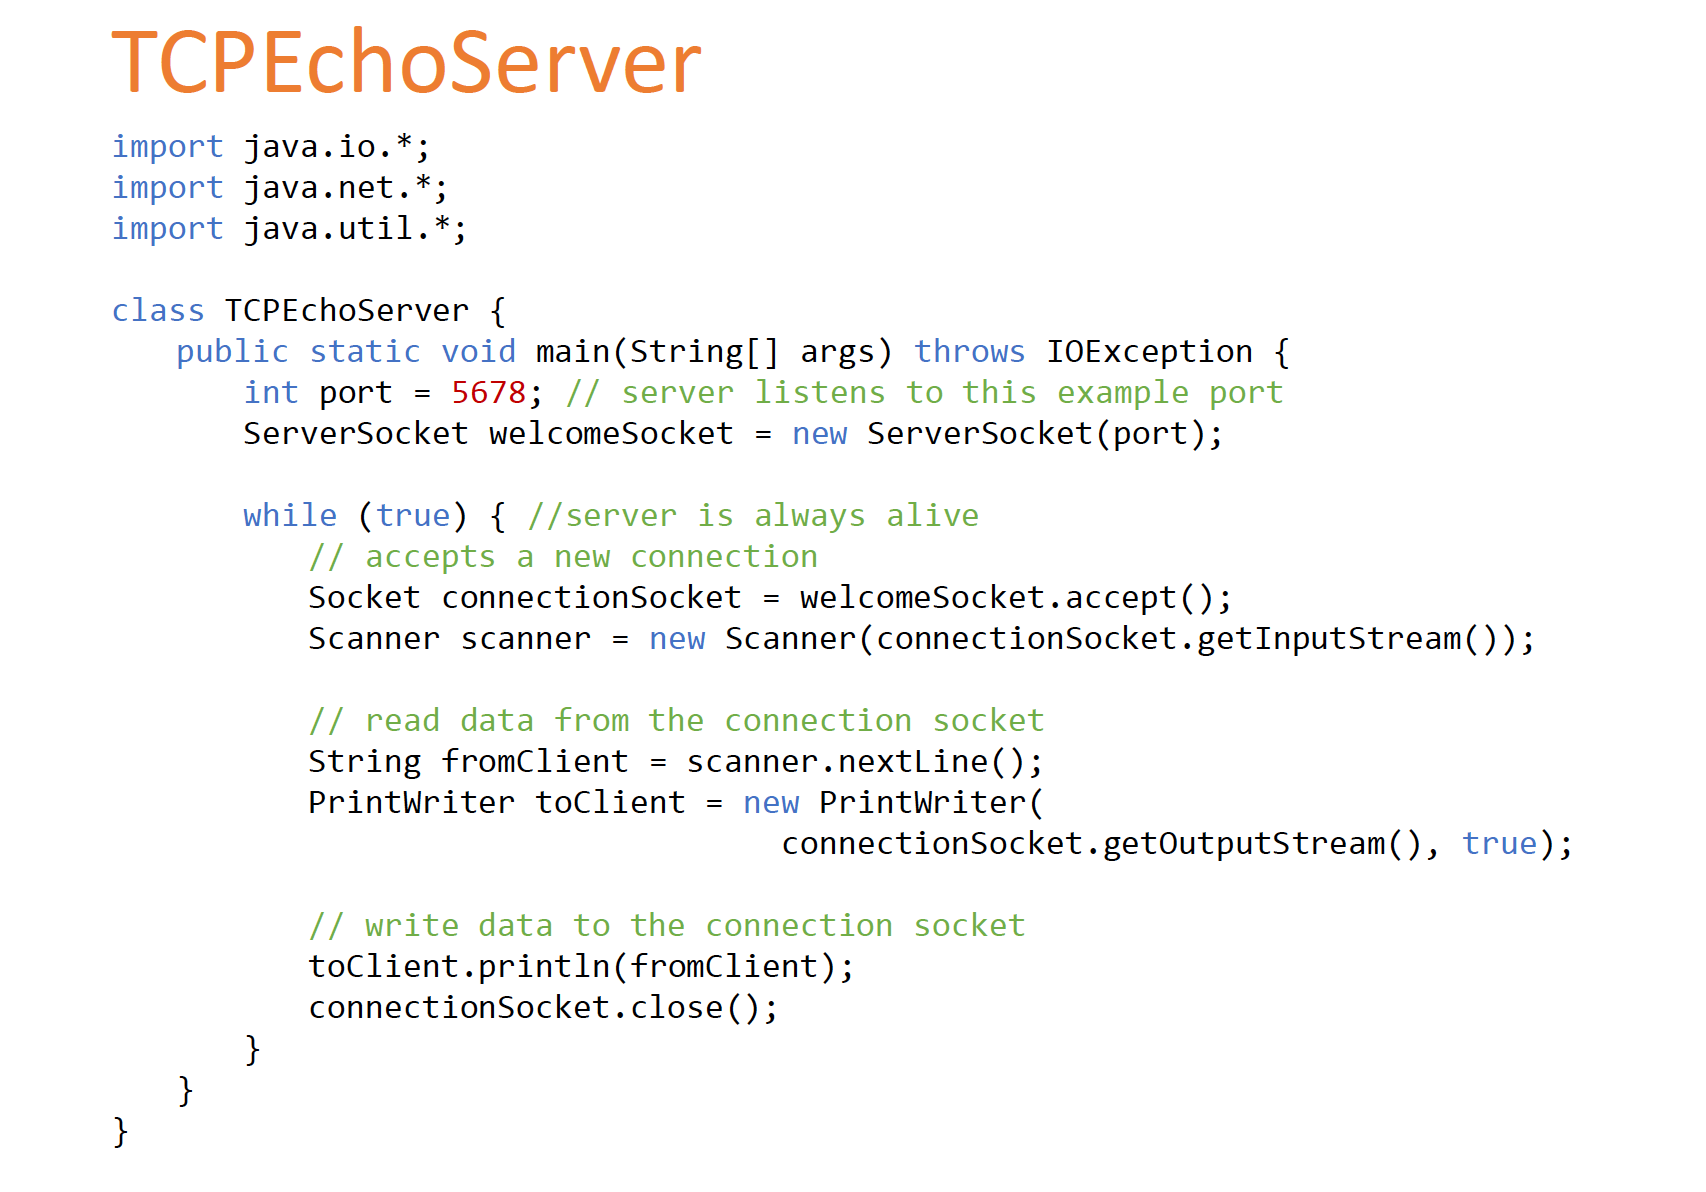 TCPEchoServer
import java.io.*;
import java.net.*;
import java.util.*;
class TCPEchoServer {
public static void main(String[] args) throws IOException {
int port = 5678; // server listens to this example port
ServerSocket welcomeSocket = new ServerSocket(port);
while (true) { //server is always alive
// accepts a new connection
Socket connectionSocket = welcomeSocket.accept();
Scanner scanner = new Scanner(connectionSocket.getInputStream());
// read data from the connection socket
String fromClient = scanner.nextLine();
PrintWriter toClient = new PrintWriter(
connectionSocket.getOutputStream(), true);
// write data to the connection socket
toClient.println(fromClient);
connectionSocket.close();
}
}
}